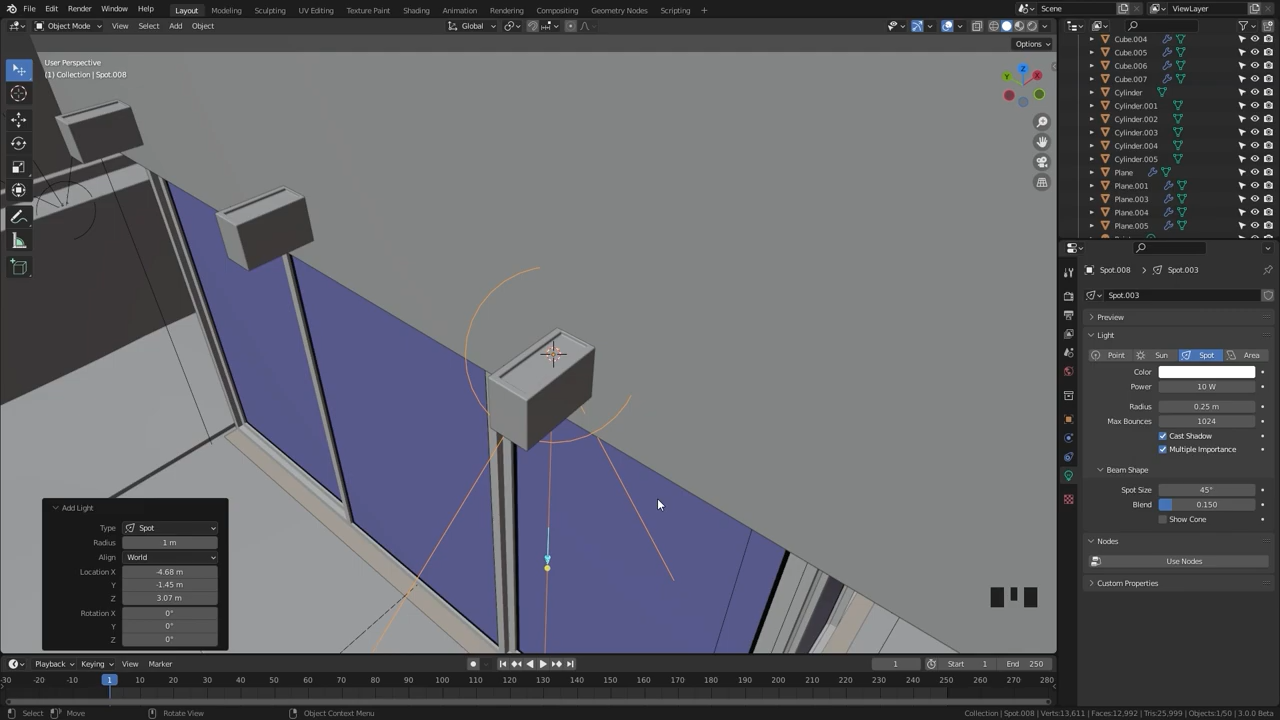 File Edit Render Window Help Layout Modeling Sculpting UV Editing Texture Paint Shading Animation Rendering Compositing Geometry Nodes Scripting Scene ViewLayer
Object Mode View Select Add Object Global
Options
User Perspective
(1) Collection | Spot.008
X
Y
Z
Cube.004
Cube.005
Cube.006
Cube.007
Cylinder
Cylinder.001
Cylinder.002
Cylinder.003
Cylinder.004
Cylinder.005
Plane
Plane.001
Plane.003
Plane.004
Plane.005
Spot.008 > Spot.003
Spot.003
Preview
Light
Point Sun Spot Area
Color
Power 10 W
Radius 0.25 m
Max Bounces 1024
Cast Shadow
Multiple Importance
Beam Shape
Spot Size 45°
Blend 0.150
Show Cone
Nodes
Use Nodes
Custom Properties
Add Light
Type Spot
Radius 1 m
Align World
Location X -4.68 m
Y -1.45 m
Z 3.07 m
Rotation X 0°
Y 0°
Z 0°
Playback Keying View Marker 1 Start 1 End 250
-30 -20 -10 1 10 20 30 40 50 60 70 80 90 100 110 120 130 140 150 160 170 180 190 200 210 220 230 240 250 260 270 280
Select Move Rotate View Object Context Menu Collection | Spot.008 | Verts:13,611 | Faces:12,992 | Tris:25,999 | Objects:1/50 | 3.0.0 Beta